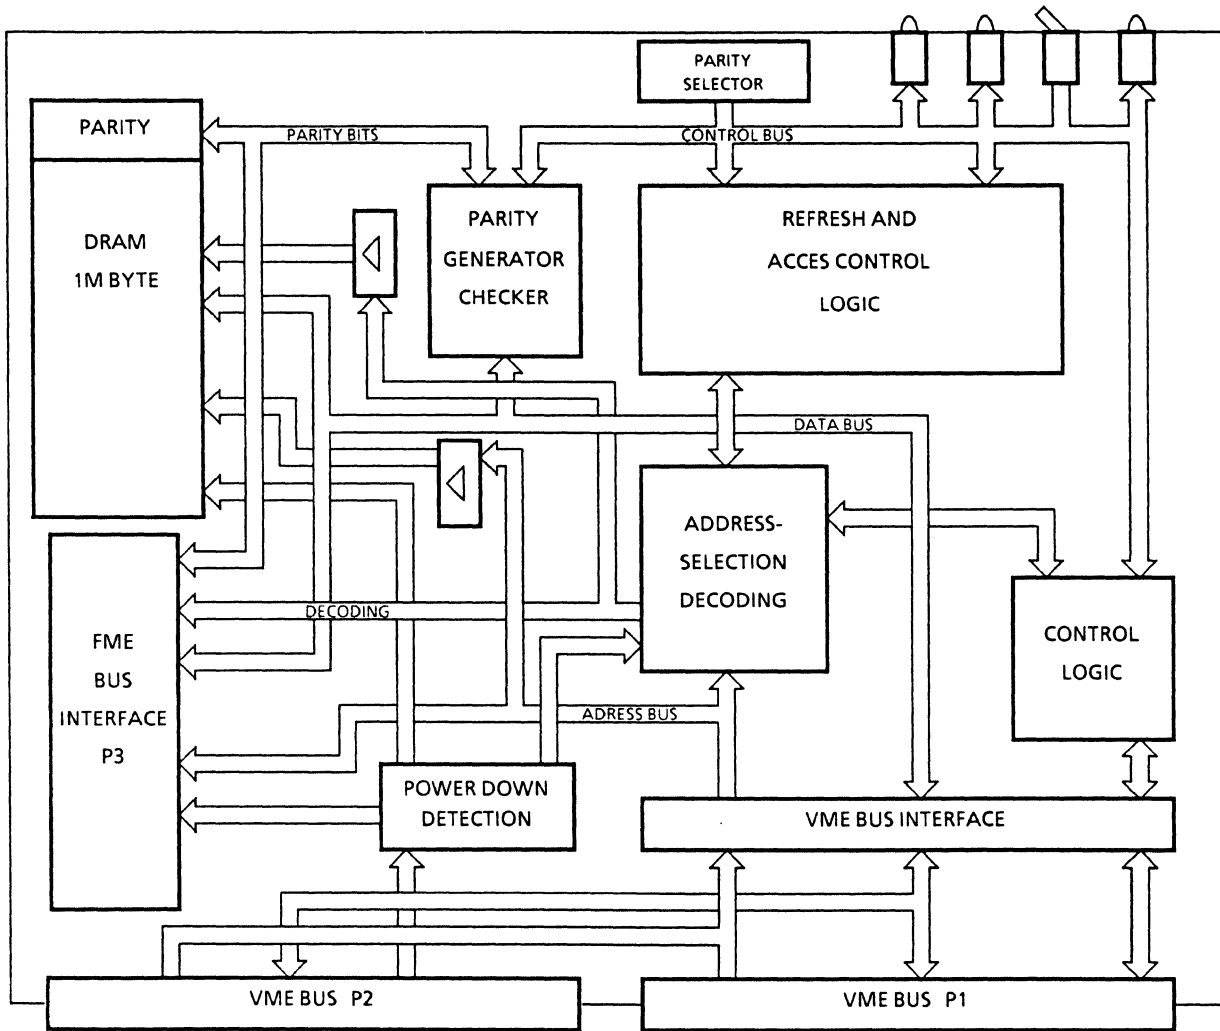 PARITY
SELECTOR
PARITY
PARITY BITS
CONTROL BUS
DRAM
1M BYTE
PARITY
GENERATOR
CHECKER
REFRESH AND
ACCES CONTROL
LOGIC
DATA BUS
ADDRESS-
SELECTION
DECODING
DECODING
FME
BUS
INTERFACE
P3
CONTROL
LOGIC
ADRESS BUS
POWER DOWN
DETECTION
VME BUS INTERFACE
VME BUS P2
VME BUS P1